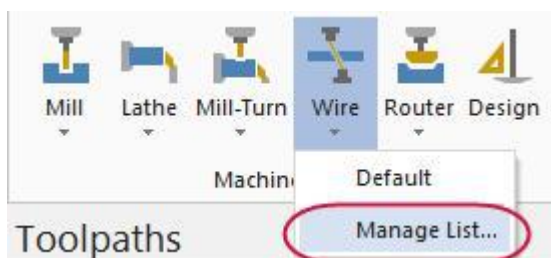 Mill Lathe Mill-Turn Wire Router Design
Machin
Default
Toolpaths
Manage List...